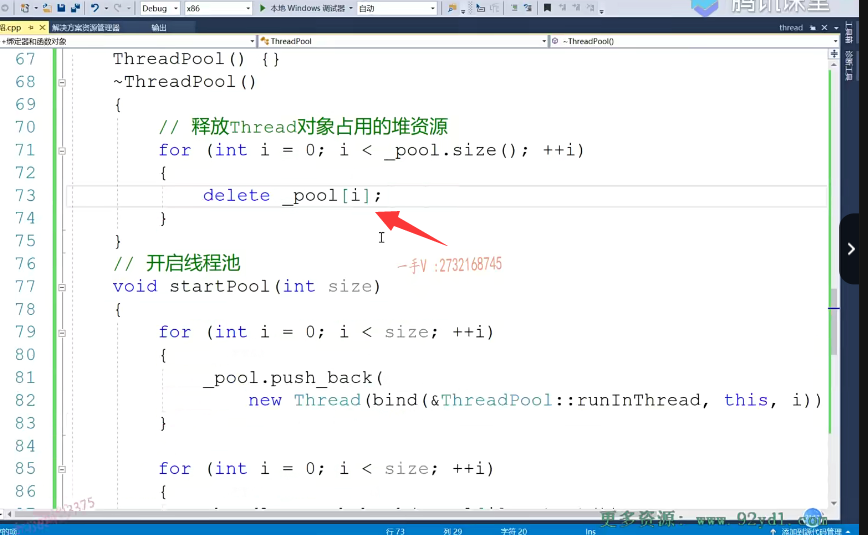 Debug x86 本地 Windows 调试器 自动
腾讯课堂
.cpp 解决方案资源管理器 输出 thread
绑定器和函数对象 ThreadPool ~ThreadPool()
67 ThreadPool() {}
68 ~ThreadPool()
69 {
70 // 释放Thread对象占用的堆资源
71 for (int i = 0; i < _pool.size(); ++i)
72 {
73 delete _pool[i];
74 }
75 }
一手V :2732168745
76 // 开启线程池
77 void startPool(int size)
78 {
79 for (int i = 0; i < size; ++i)
80 {
81 _pool.push_back(
82 new Thread(bind(&ThreadPool::runInThread, this, i))
83 }
84
85 for (int i = 0; i < size; ++i)
86 {
更多资源: www.92yd1.com
行 73 列 29 字符 20 Ins 添加到源代码管理